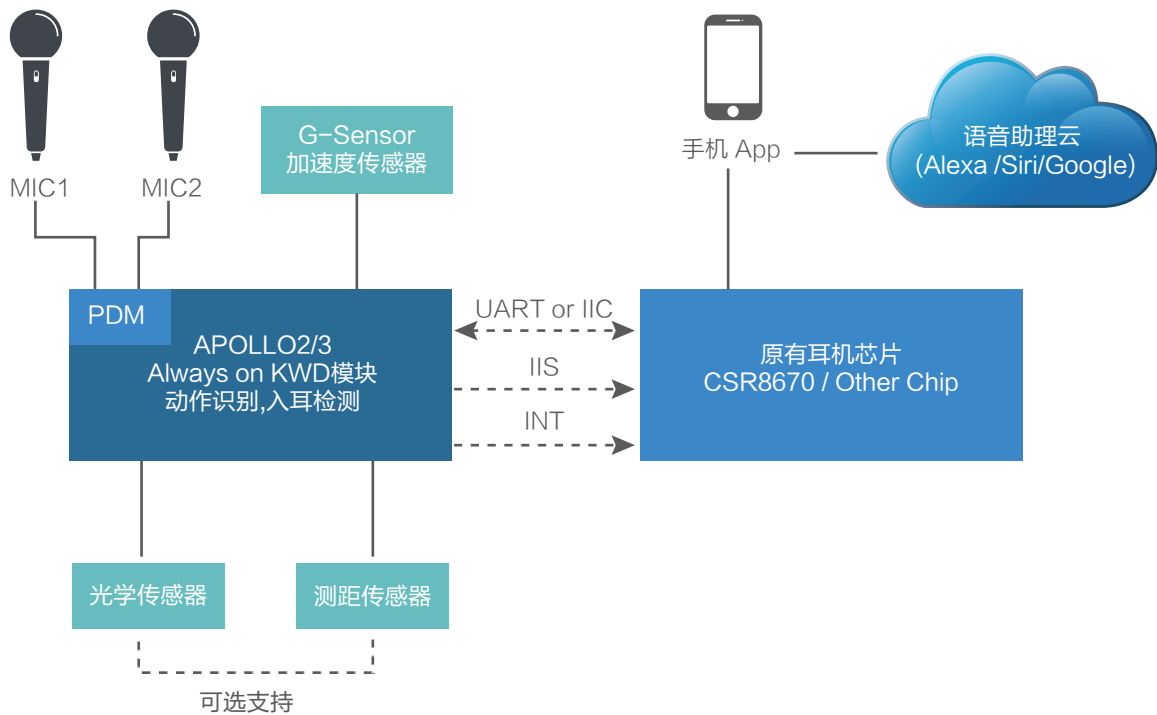 MIC1
MIC2
G-Sensor
加速度传感器
手机 App
语音助理云
(Alexa /Siri/Google)
PDM
APOLLO2/3
Always on KWD模块
动作识别,入耳检测
UART or IIC
IIS
INT
原有耳机芯片
CSR8670 / Other Chip
光学传感器
测距传感器
可选支持